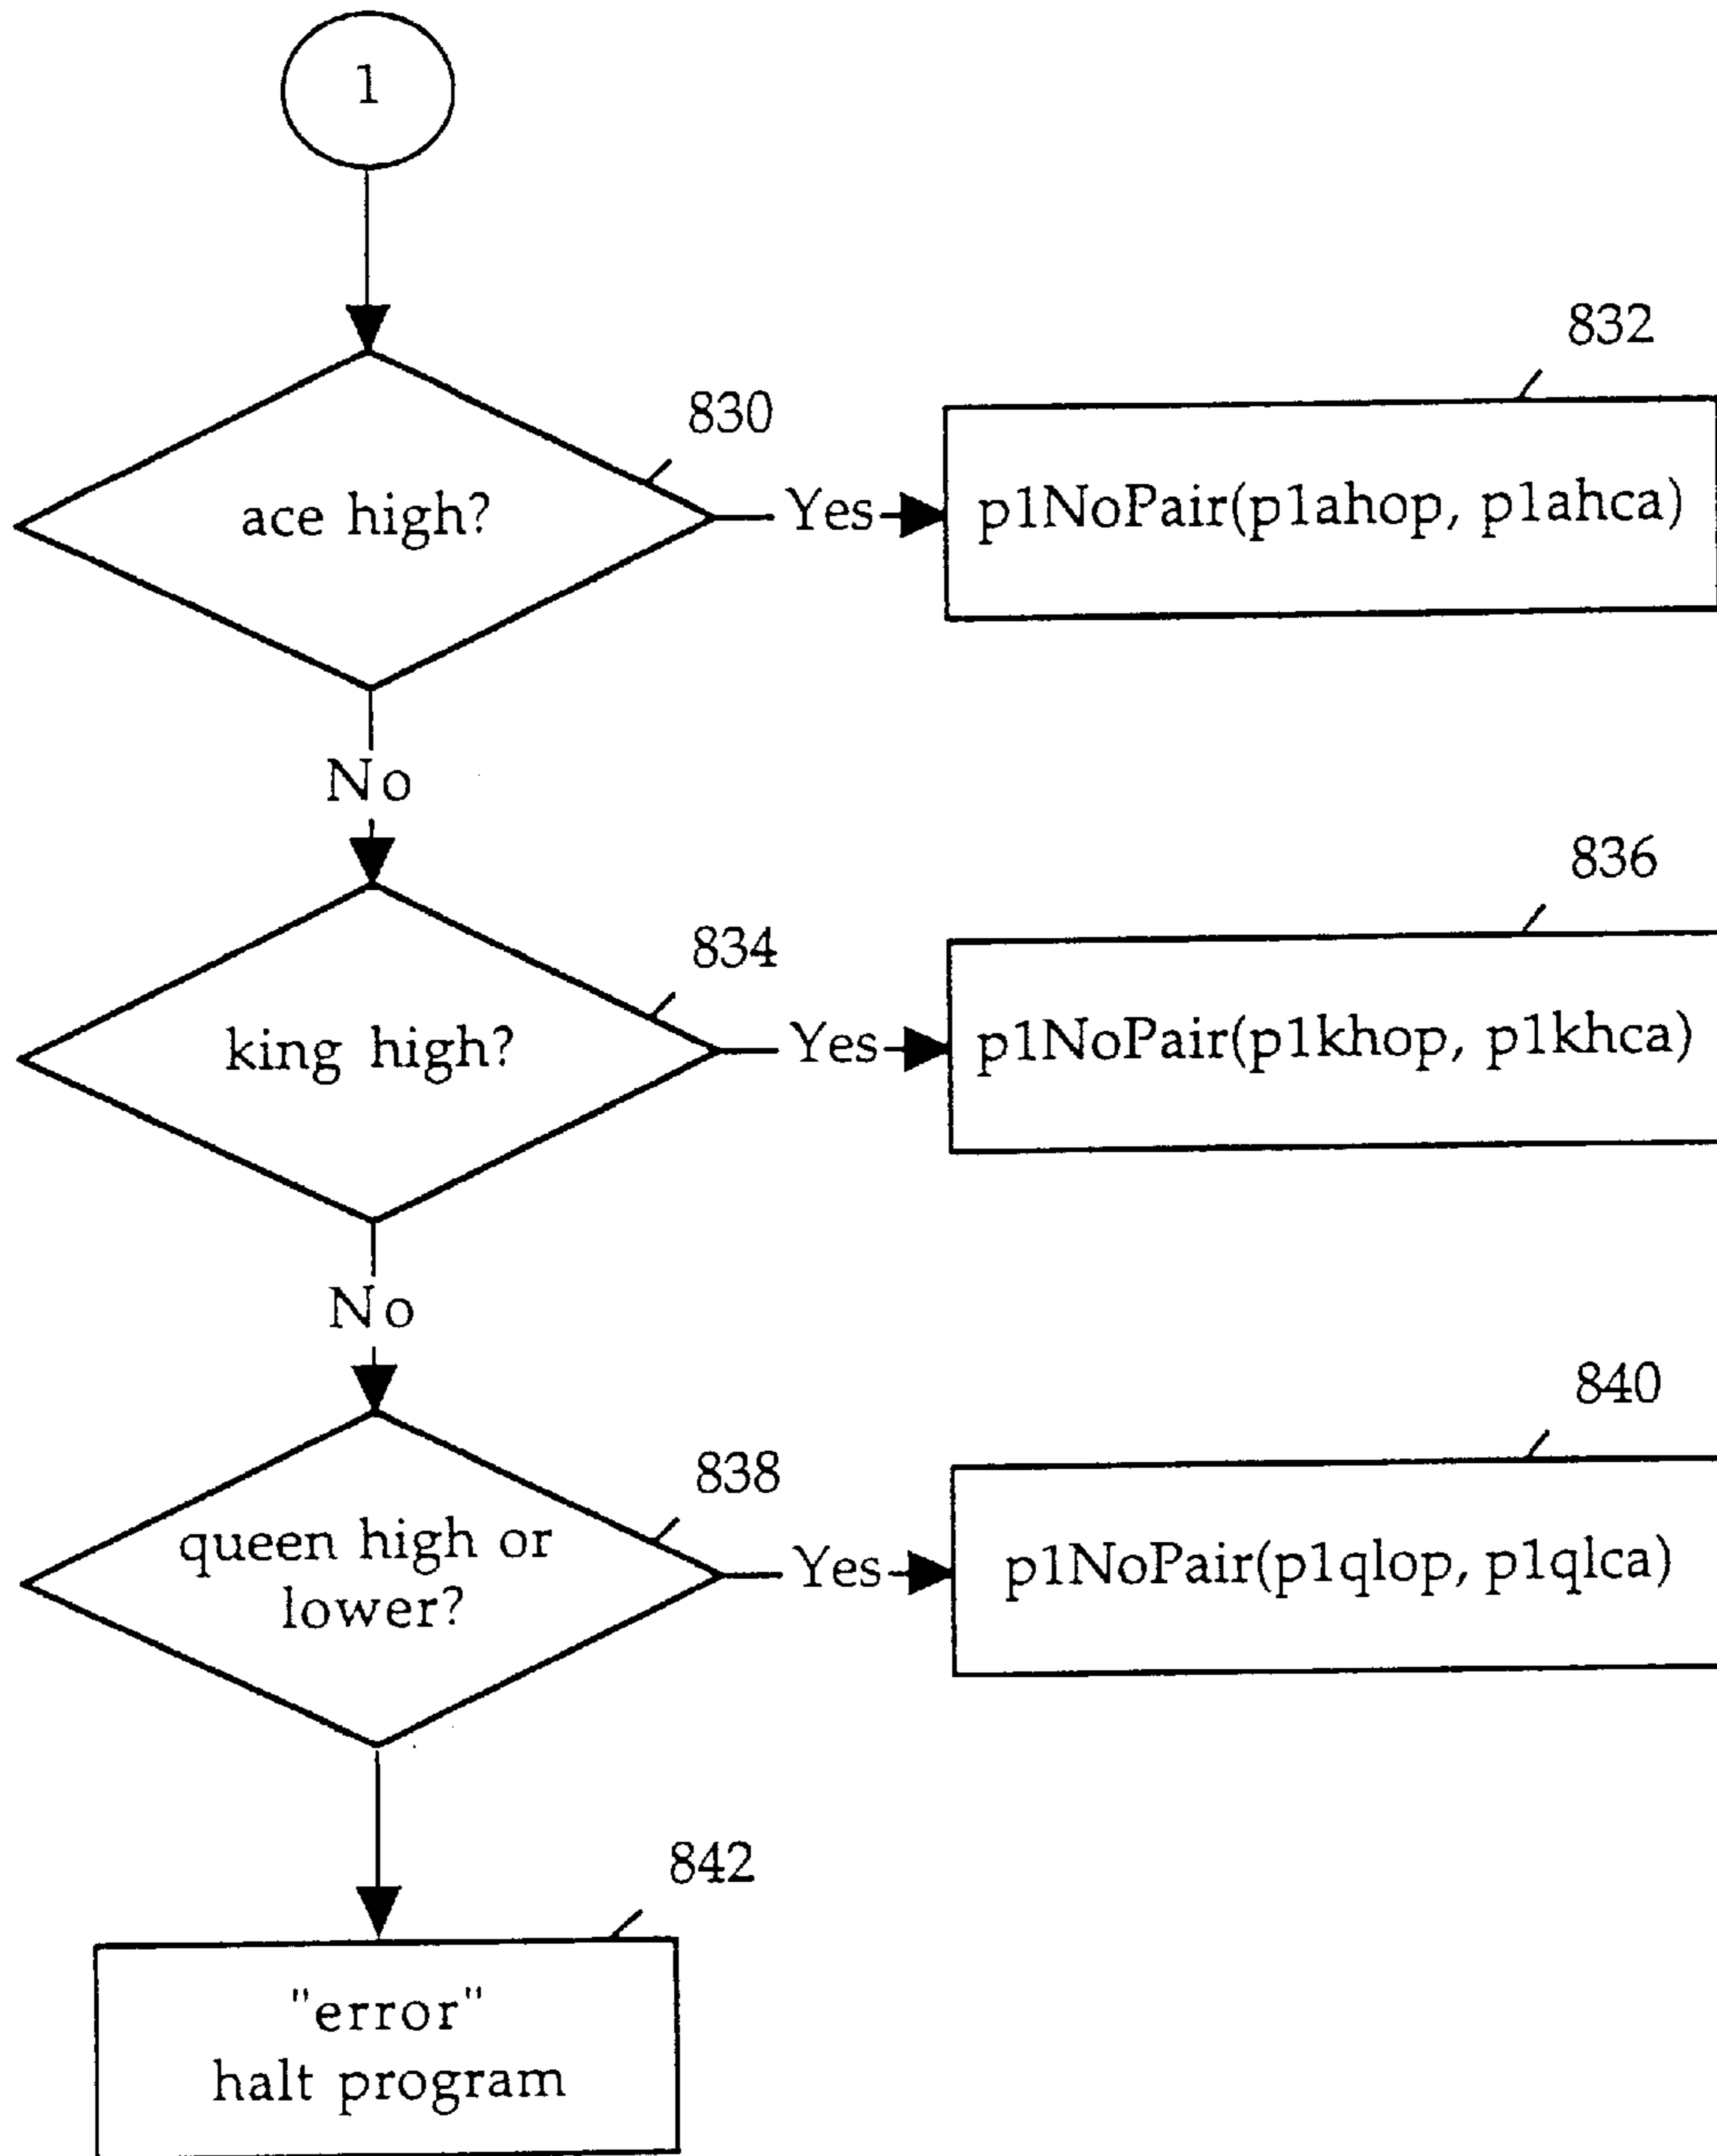 1
832
830
ace high?
Yes
p1NoPair(p1ahop, p1ahca)
No
836
834
king high?
Yes
p1NoPair(p1khop, p1khca)
No
840
838
queen high or
lower?
Yes
p1NoPair(p1qlop, p1qlca)
842
"error"
halt program